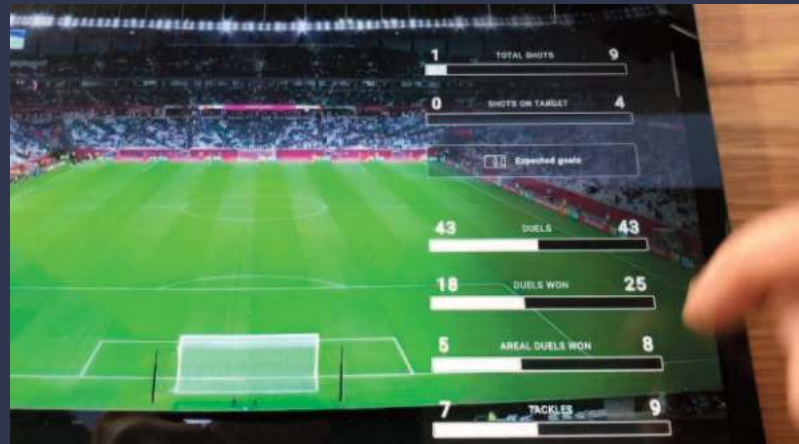 1 TOTAL SHOTS 9
0 SHOTS ON TARGET 4
Expected goals
43 DUELS 43
18 DUELS WON 25
5 AREAL DUELS WON 8
7 TACKLES 9